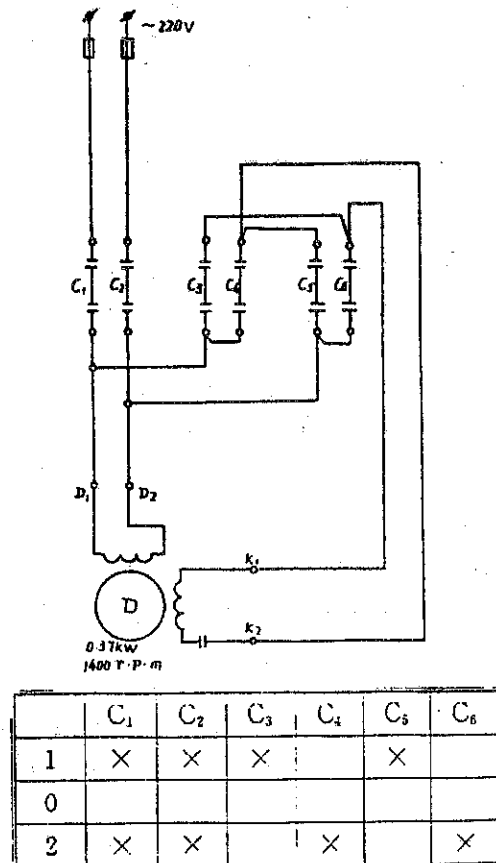 ~220V
C₁ C₂ C₃ C₄ C₅ C₆
D₁ D₂
K₁
D
K₂
0.37kW
1400 r·p·m
C₁ C₂ C₃ C₄ C₅ C₆
1 × × × ×
0
2 × × × ×